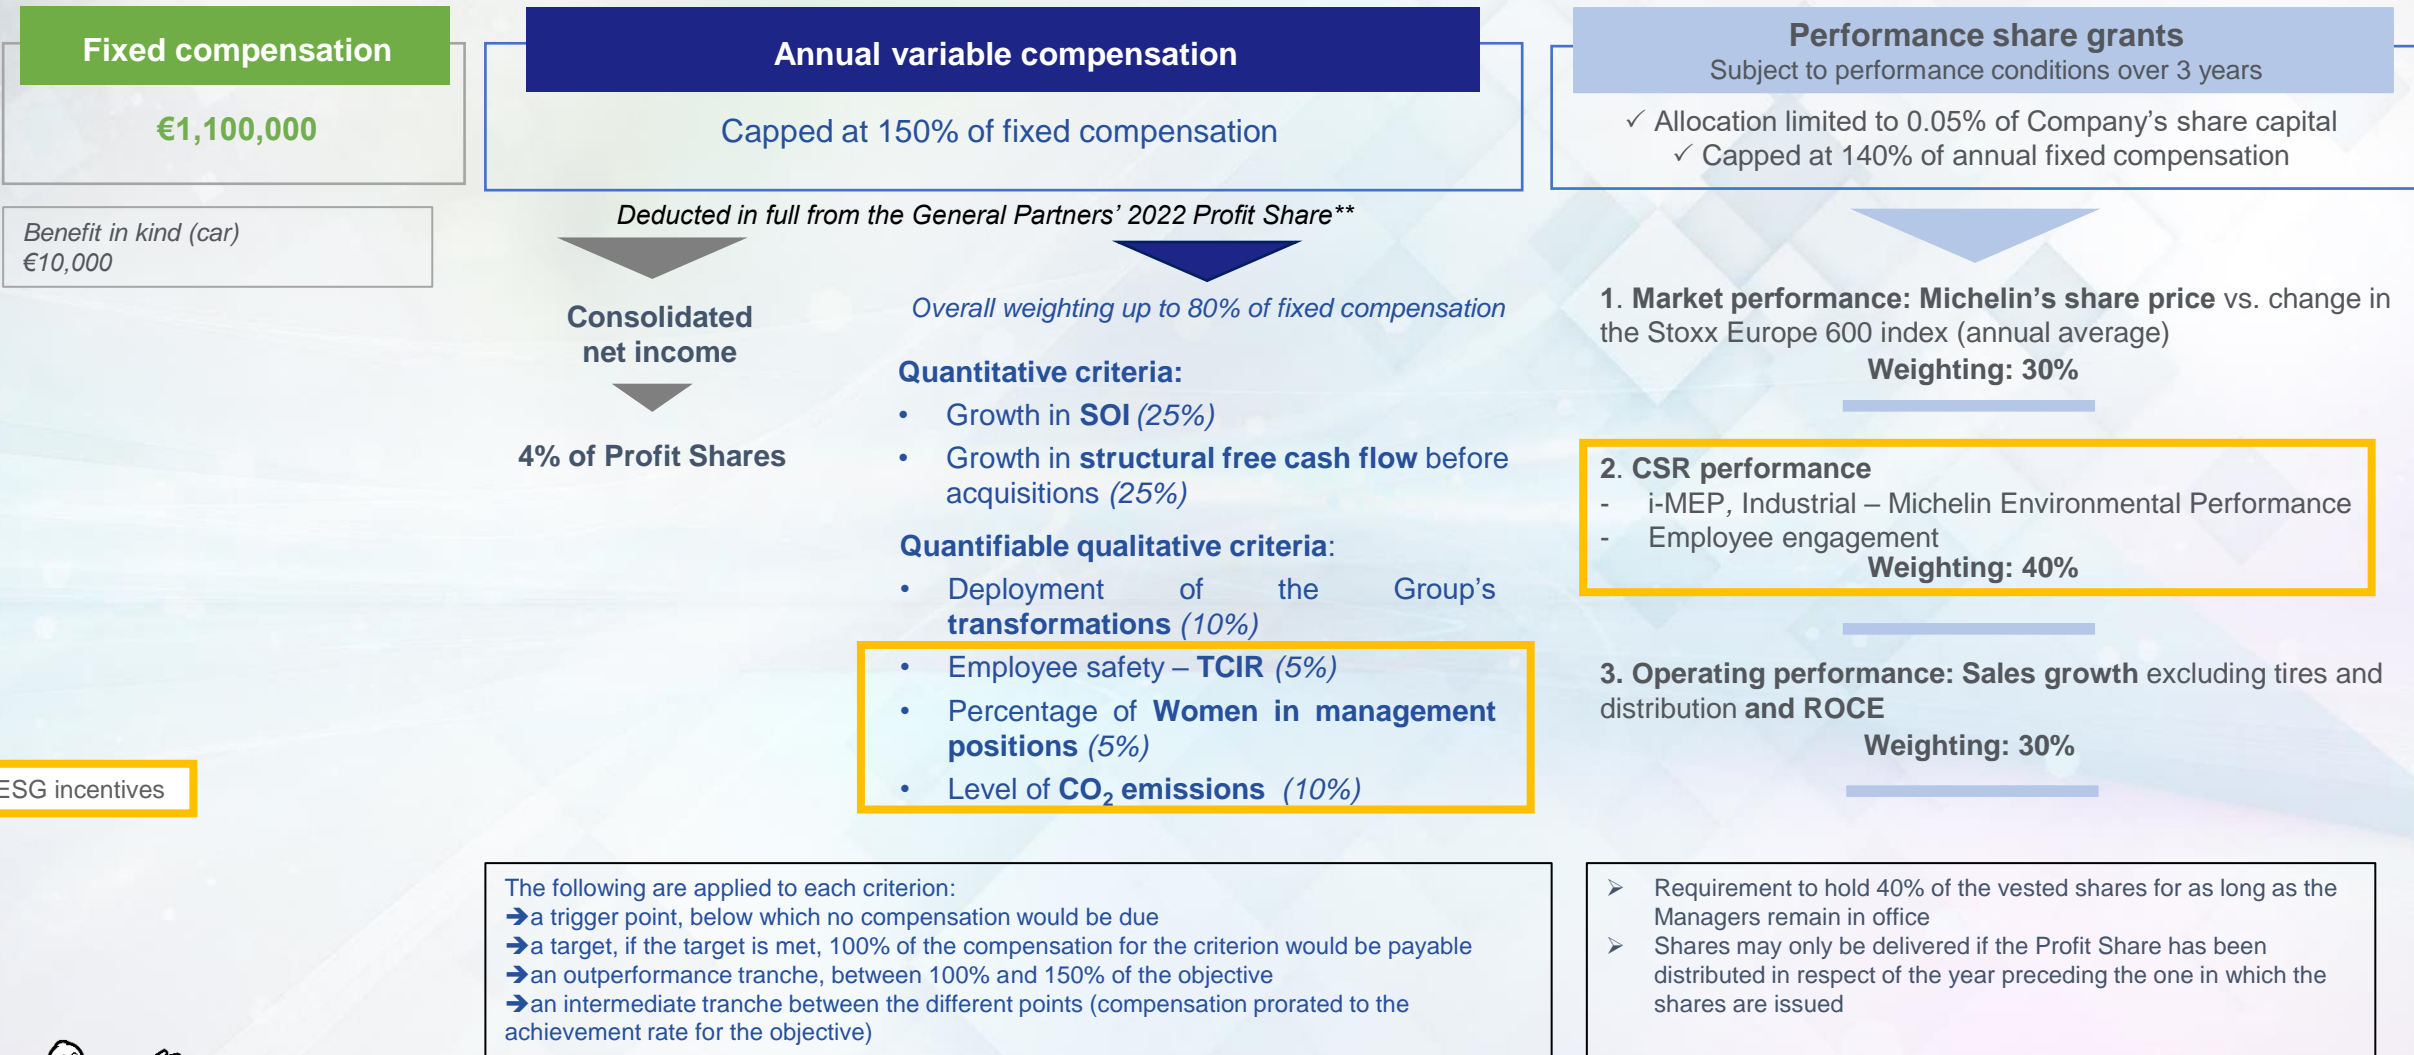 Fixed compensation
€1,100,000
Benefit in kind (car)
€10,000
ESG incentives
Annual variable compensation
Capped at 150% of fixed compensation
Deducted in full from the General Partners’ 2022 Profit Share**
Consolidated
net income
4% of Profit Shares
Overall weighting up to 80% of fixed compensation
Quantitative criteria:
• Growth in SOI (25%)
• Growth in structural free cash flow before
acquisitions (25%)
Quantifiable qualitative criteria:
• Deployment of the Group’s
transformations (10%)
• Employee safety – TCIR (5%)
• Percentage of Women in management
positions (5%)
• Level of CO₂ emissions (10%)
The following are applied to each criterion:
➔a trigger point, below which no compensation would be due
➔a target, if the target is met, 100% of the compensation for the criterion would be payable
➔an outperformance tranche, between 100% and 150% of the objective
➔an intermediate tranche between the different points (compensation prorated to the
achievement rate for the objective)
Performance share grants
Subject to performance conditions over 3 years
✓ Allocation limited to 0.05% of Company’s share capital
✓ Capped at 140% of annual fixed compensation
1. Market performance: Michelin’s share price vs. change in
the Stoxx Europe 600 index (annual average)
Weighting: 30%
2. CSR performance
- i-MEP, Industrial – Michelin Environmental Performance
- Employee engagement
Weighting: 40%
3. Operating performance: Sales growth excluding tires and
distribution and ROCE
Weighting: 30%
➢ Requirement to hold 40% of the vested shares for as long as the
Managers remain in office
➢ Shares may only be delivered if the Profit Share has been
distributed in respect of the year preceding the one in which the
shares are issued